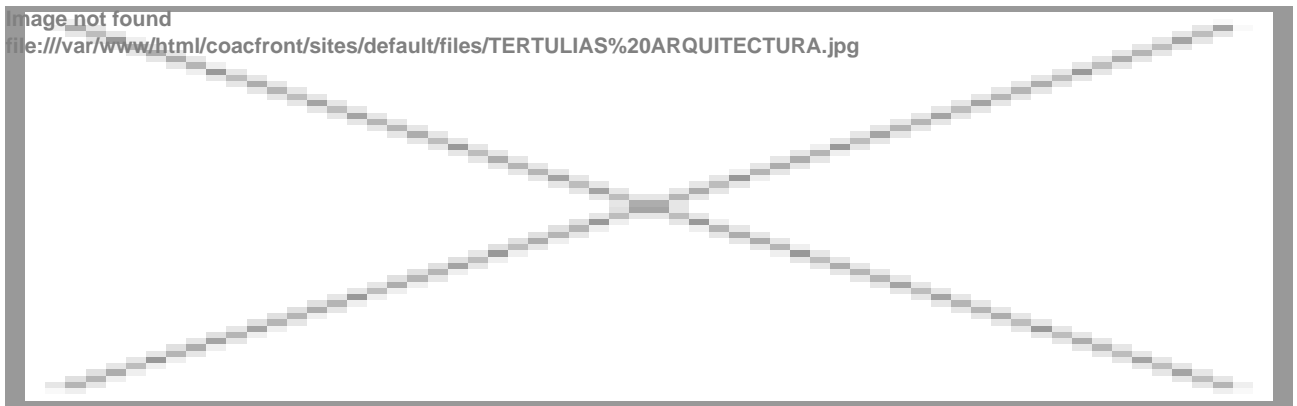 Image not found
file:///var/www/html/coacfront/sites/default/files/TERTULIAS%20ARQUITECTURA.jpg